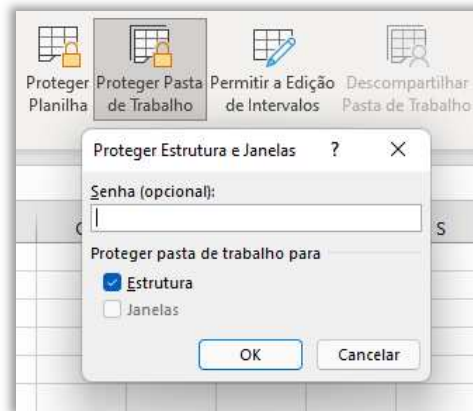 Proteger Planilha
Proteger Pasta de Trabalho
Permitir a Edição de Intervalos
Descompartilhar Pasta de Trabalho
Proteger Estrutura e Janelas ? ×
Senha (opcional):
S
Proteger pasta de trabalho para
Estrutura
Janelas
OK Cancelar